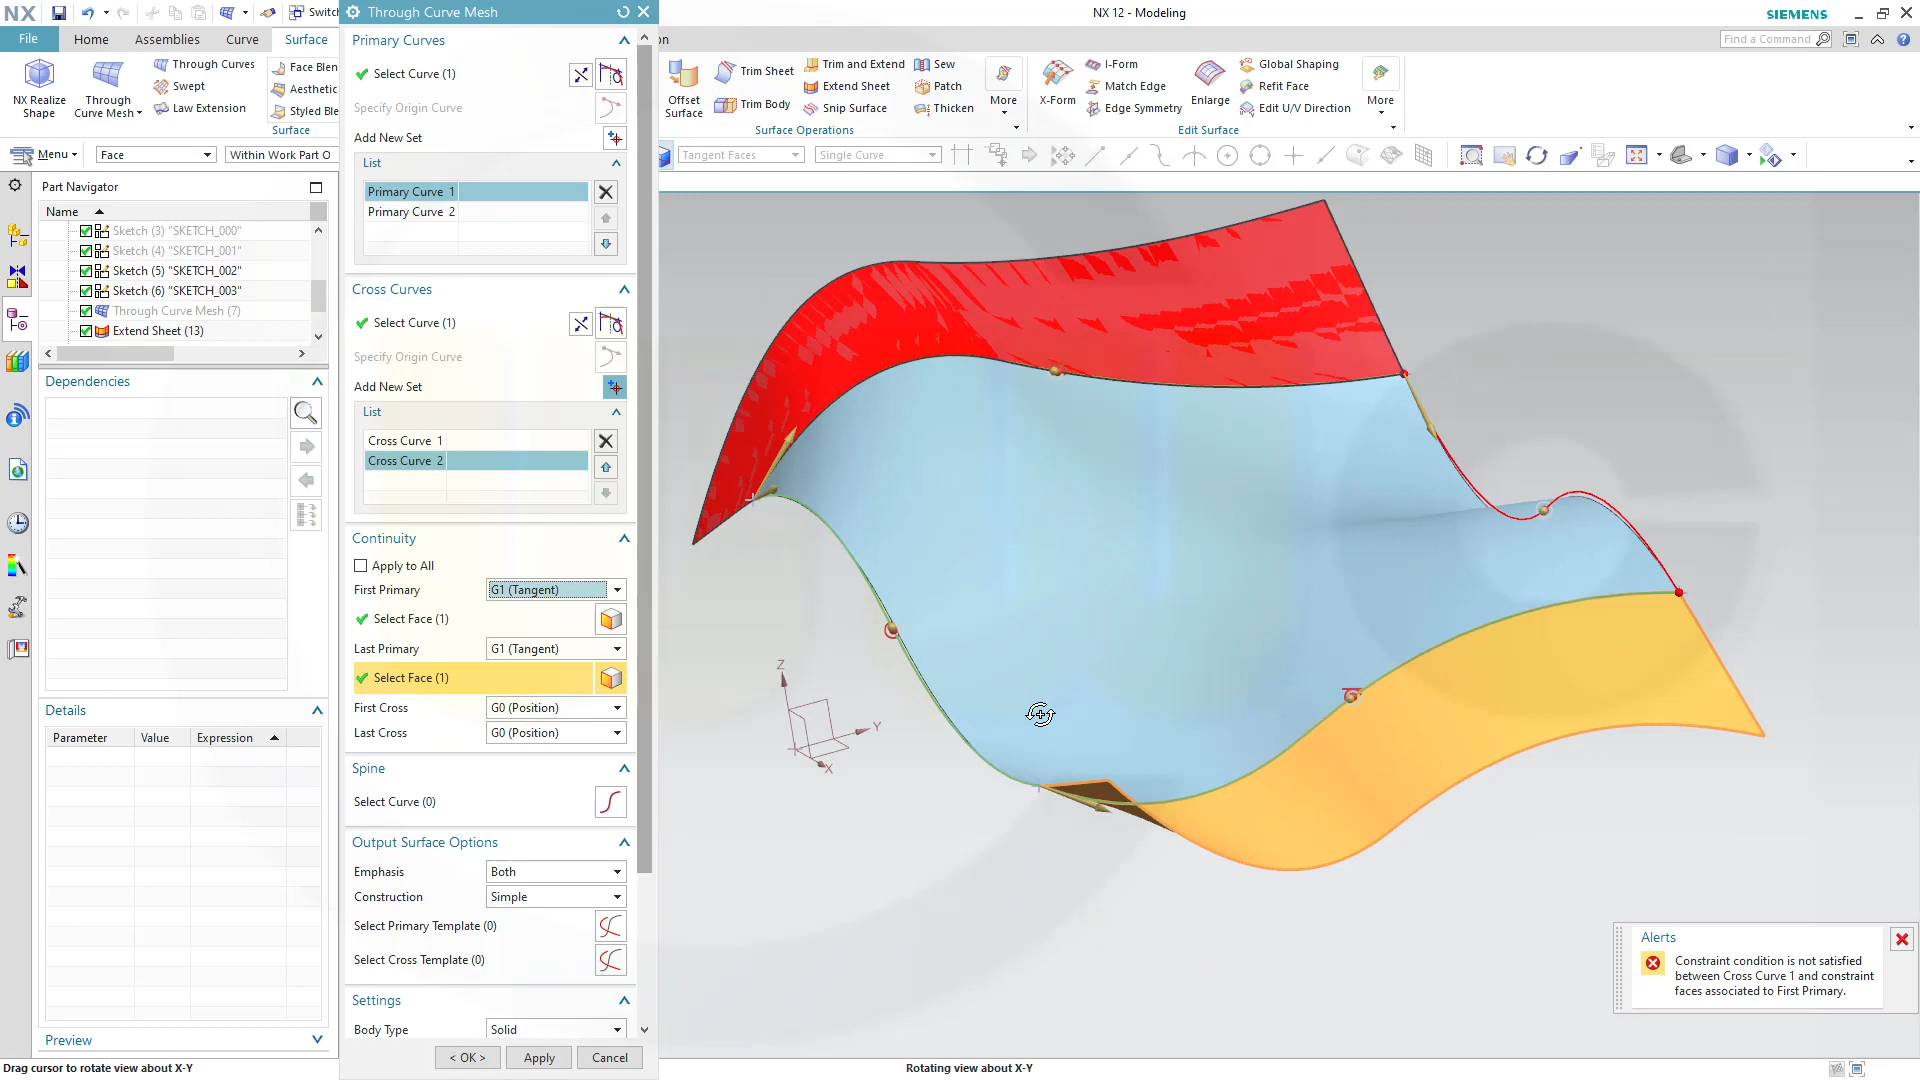 NX
Switch
Through Curve Mesh
NX 12 - Modeling
SIEMENS
File
Home
Assemblies
Curve
Surface
on
Find a Command
NX Realize Shape
Through Curve Mesh
Through Curves
Swept
Law Extension
Face Blen
Aesthetic
Styled Ble
Surface
Offset Surface
Trim Sheet
Trim Body
Trim and Extend
Extend Sheet
Snip Surface
Sew
Patch
Thicken
More
Surface Operations
X-Form
I-Form
Match Edge
Edge Symmetry
Enlarge
Global Shaping
Refit Face
Edit U/V Direction
More
Edit Surface
Menu
Face
Within Work Part O
Tangent Faces
Single Curve
Part Navigator
Name
Sketch (3) "SKETCH_000"
Sketch (4) "SKETCH_001"
Sketch (5) "SKETCH_002"
Sketch (6) "SKETCH_003"
Through Curve Mesh (7)
Extend Sheet (13)
Dependencies
Details
Parameter Value Expression
Preview
Primary Curves
Select Curve (1)
Specify Origin Curve
Add New Set
List
Primary Curve 1
Primary Curve 2
Cross Curves
Select Curve (1)
Specify Origin Curve
Add New Set
List
Cross Curve 1
Cross Curve 2
Continuity
Apply to All
First Primary G1 (Tangent)
Select Face (1)
Last Primary G1 (Tangent)
Select Face (1)
First Cross G0 (Position)
Last Cross G0 (Position)
Spine
Select Curve (0)
Output Surface Options
Emphasis Both
Construction Simple
Select Primary Template (0)
Select Cross Template (0)
Settings
Body Type Solid
< OK > Apply Cancel
Z
Y
X
Alerts
Constraint condition is not satisfied
between Cross Curve 1 and constraint
faces associated to First Primary.
Drag cursor to rotate view about X-Y
Rotating view about X-Y